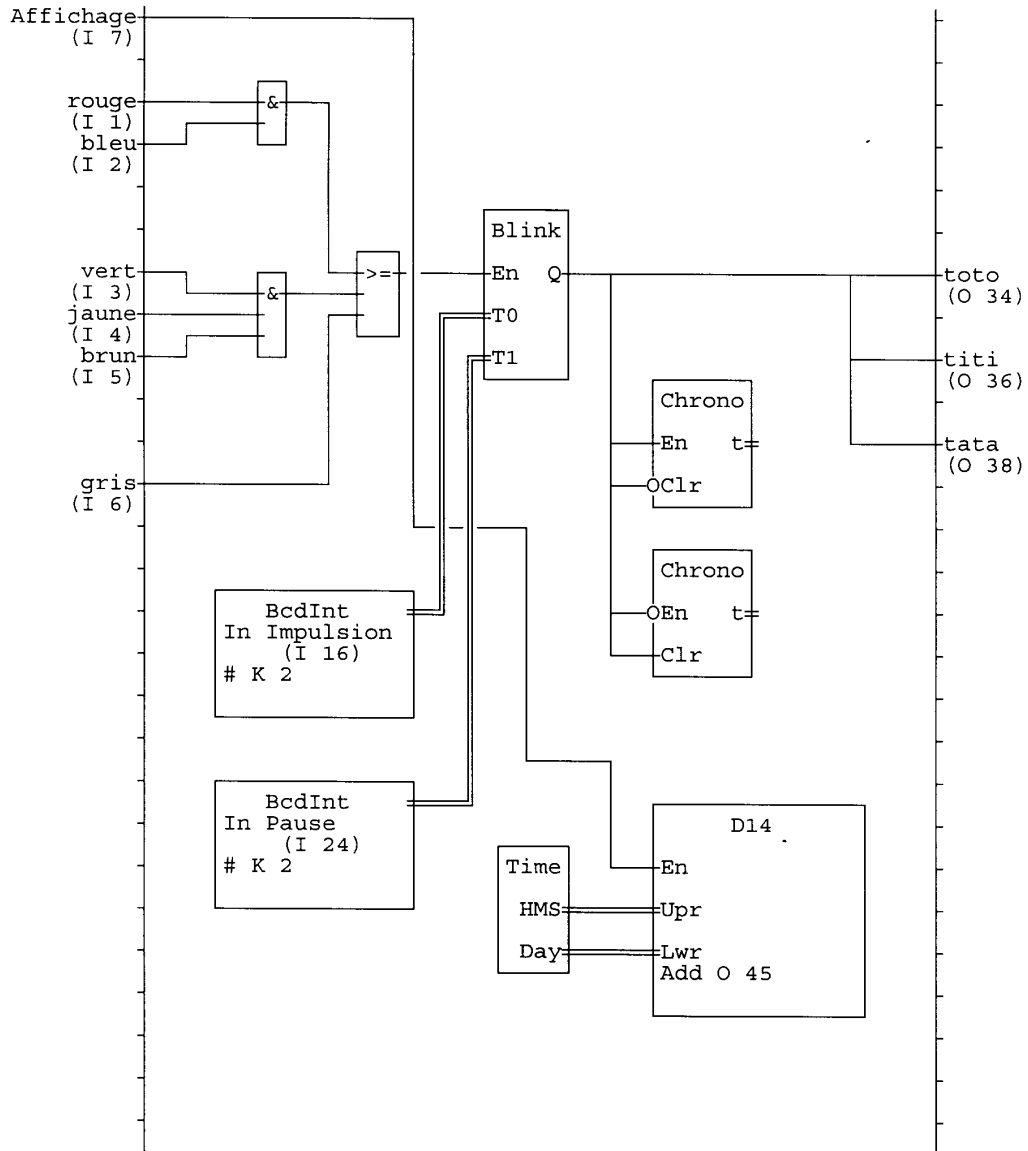 Affichage
(I 7)
rouge
(I 1)
bleu
(I 2)
vert
(I 3)
jaune
(I 4)
brun
(I 5)
gris
(I 6)
&
&
>=
Blink
En Q
T0
T1
toto
(O 34)
titi
(O 36)
tata
(O 38)
Chrono
En t
Clr
Chrono
En t
Clr
BcdInt
In Impulsion
(I 16)
# K 2
BcdInt
In Pause
(I 24)
# K 2
Time
HMS
Day
D14
En
Upr
Lwr
Add O 45